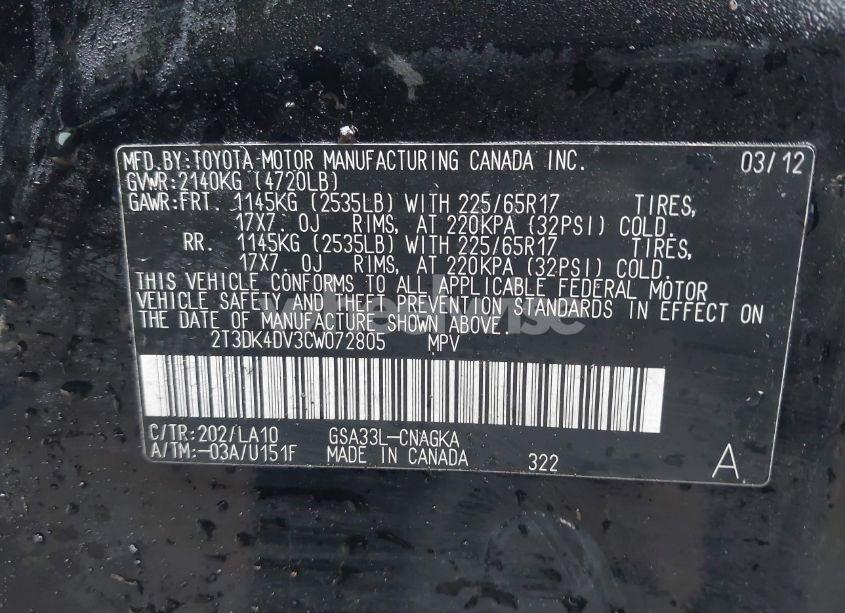 MFD.BY:TOYOTA MOTOR MANUFACTURING CANADA INC. 03/12
GVWR:2140KG (4720LB)
GAWR:FRT. 1145KG (2535LB) WITH 225/65R17 TIRES,
17X7.0J RIMS, AT 220KPA (32PSI) COLD.
RR. 1145KG (2535LB) WITH 225/65R17 TIRES,
17X7.0J RIMS, AT 220KPA (32PSI) COLD.
THIS VEHICLE CONFORMS TO ALL APPLICABLE FEDERAL MOTOR
VEHICLE SAFETY AND THEFT PREVENTION STANDARDS IN EFFECT ON
THE DATE OF MANUFACTURE SHOWN ABOVE.
2T3DK4DV3CW072805 MPV
C/TR:202/LA10 GSA33L-CNAGKA
A/TM:-03A/U151F MADE IN CANADA 322 A